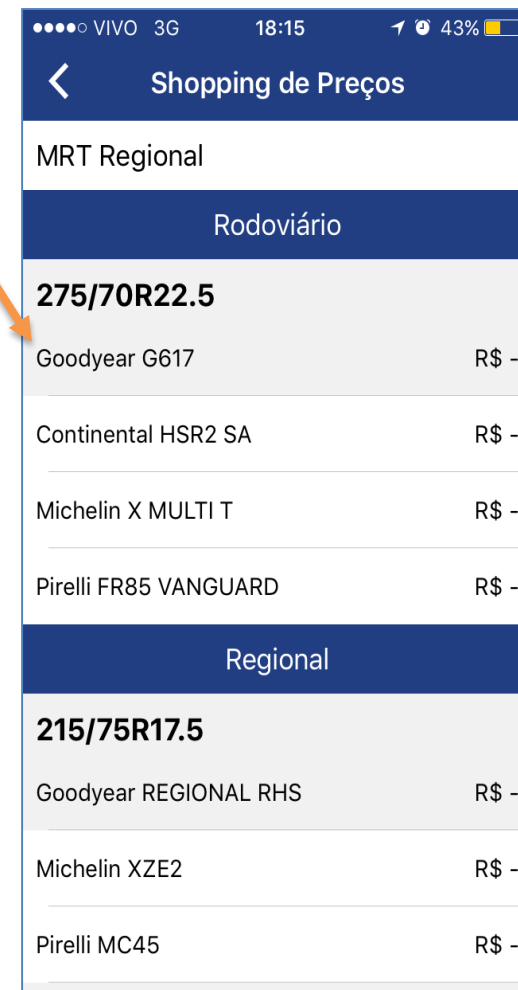 VIVO 3G 18:15 43%
Shopping de Preços
MRT Regional
Rodoviário
275/70R22.5
Goodyear G617 R$ -
Continental HSR2 SA R$ -
Michelin X MULTI T R$ -
Pirelli FR85 VANGUARD R$ -
Regional
215/75R17.5
Goodyear REGIONAL RHS R$ -
Michelin XZE2 R$ -
Pirelli MC45 R$ -